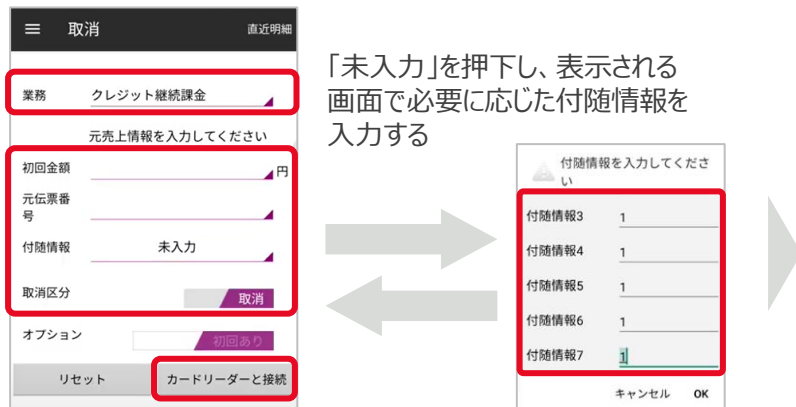 取消
直近明細
業務 クレジット継続課金
元売上情報を入力してください
初回金額 円
元伝票番
号
付随情報 未入力
取消区分 取消
オプション 初回あり
リセット カードリーダーと接続
「未入力」を押下し、表示される
画面で必要に応じた付随情報を
入力する
付随情報を入力してくださ
い
付随情報3 1
付随情報4 1
付随情報5 1
付随情報6 1
付随情報7 1
キャンセル OK